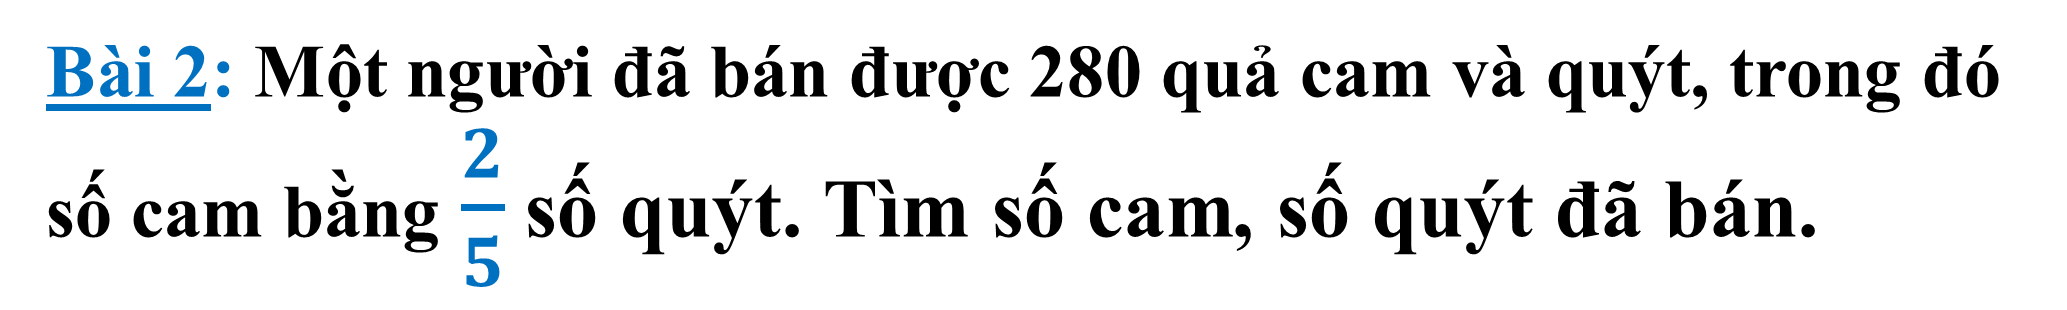 Bài 2: Một người đã bán được 280 quả cam và quýt, trong đó
số cam bằng 2/5 số quýt. Tìm số cam, số quýt đã bán.